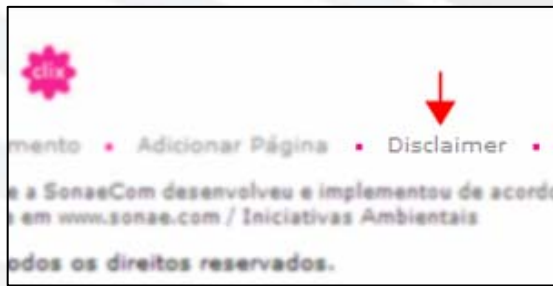 clix
mento • Adicionar Página • Disclaimer •
e a SonaeCom desenvolveu e implementou de acordo
a em www.sonae.com / Iniciativas Ambientais
odos os direitos reservados.